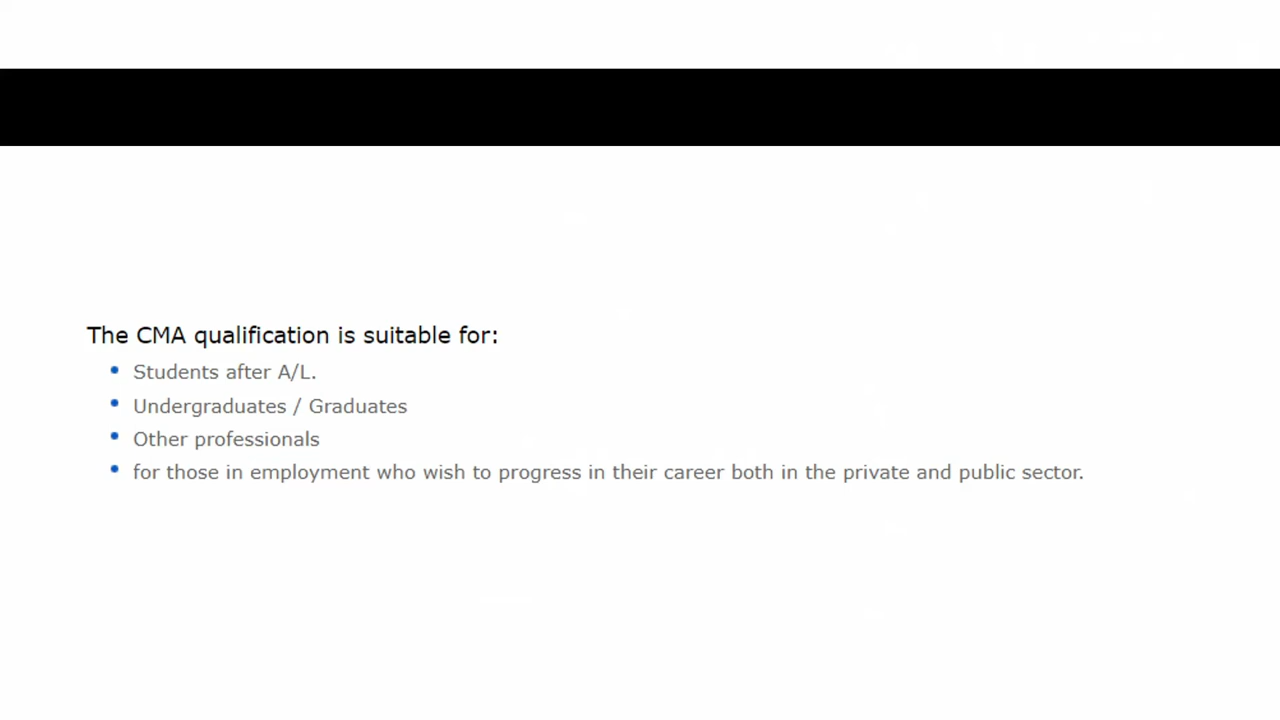 The CMA qualification is suitable for:
• Students after A/L.
• Undergraduates / Graduates
• Other professionals
• for those in employment who wish to progress in their career both in the private and public sector.